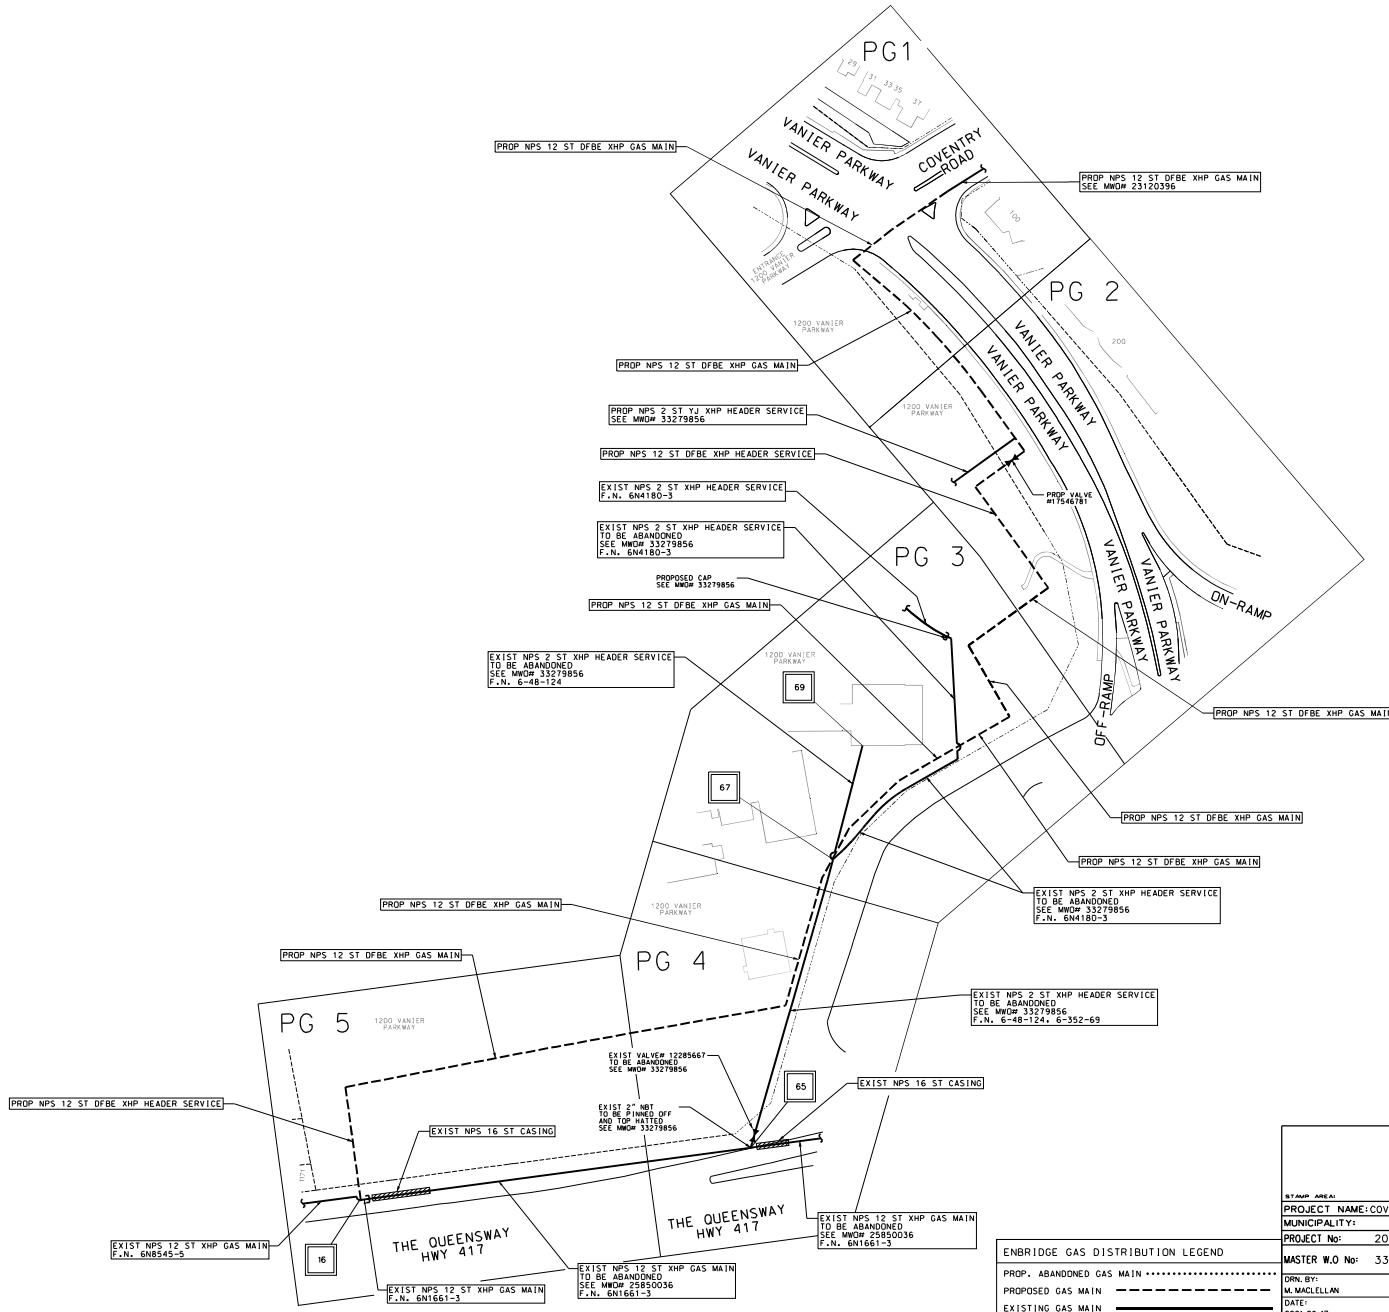 PG1
29
31
33 35
37
VANIER PARKWAY
COVENTRY
ROAD
VANIER PARKWAY
PROP NPS 12 ST DFBE XHP GAS MAIN
PROP NPS 12 ST DFBE XHP GAS MAIN
SEE MWO# 23120396
100
ENTRANCE
1200 VANIER
PARKWAY
PG 2
1200 VANIER
PARKWAY
200
VANIER PARKWAY
VANIER PARKWAY
PROP NPS 12 ST DFBE XHP GAS MAIN
1200 VANIER
PARKWAY
PROP NPS 2 ST YJ XHP HEADER SERVICE
SEE MWO# 33279856
PROP NPS 12 ST DFBE XHP HEADER SERVICE
EXIST NPS 2 ST XHP HEADER SERVICE
F.N. 6N4180-3
PROP VALVE
#17546781
EXIST NPS 2 ST XHP HEADER SERVICE
TO BE ABANDONED
SEE MWO# 33279856
F.N. 6N4180-3
PG 3
VANIER PARKWAY
VANIER PARKWAY
ON-RAMP
PROPOSED CAP
SEE MWO# 33279856
PROP NPS 12 ST DFBE XHP GAS MAIN
EXIST NPS 2 ST XHP HEADER SERVICE
TO BE ABANDONED
SEE MWO# 33279856
F.N. 6-48-124
1200 VANIER
PARKWAY
69
OFF-RAMP
PROP NPS 12 ST DFBE XHP GAS MAIN
67
PROP NPS 12 ST DFBE XHP GAS MAIN
PROP NPS 12 ST DFBE XHP GAS MAIN
EXIST NPS 2 ST XHP HEADER SERVICE
TO BE ABANDONED
SEE MWO# 33279856
F.N. 6N4180-3
PROP NPS 12 ST DFBE XHP GAS MAIN
1200 VANIER
PARKWAY
PG 4
PROP NPS 12 ST DFBE XHP GAS MAIN
EXIST NPS 2 ST XHP HEADER SERVICE
TO BE ABANDONED
SEE MWO# 33279856
F.N. 6-48-124, 6-352-69
PG 5
1200 VANIER
PARKWAY
EXIST VALVE# 12285667
TO BE ABANDONED
SEE MWO# 33279856
65
EXIST NPS 16 ST CASING
PROP NPS 12 ST DFBE XHP HEADER SERVICE
EXIST 2" NBT
TO BE PINNED OFF
AND TOP HATTED
SEE MWO# 33279856
EXIST NPS 16 ST CASING
1171
THE QUEENSWAY
HWY 417
THE QUEENSWAY
HWY 417
EXIST NPS 12 ST XHP GAS MAIN
TO BE ABANDONED
SEE MWO# 25850036
F.N. 6N1661-3
EXIST NPS 12 ST XHP GAS MAIN
F.N. 6N8545-5
16
EXIST NPS 12 ST XHP GAS MAIN
F.N. 6N1661-3
EXIST NPS 12 ST XHP GAS MAIN
TO BE ABANDONED
SEE MWO# 25850036
F.N. 6N1661-3
ENBRIDGE GAS DISTRIBUTION LEGEND
PROP. ABANDONED GAS MAIN
PROPOSED GAS MAIN
EXISTING GAS MAIN
STAMP AREA:
PROJECT NAME: COV
MUNICIPALITY:
PROJECT No: 20
MASTER W.O No: 33
DRN. BY:
M. MACLELLAN
DATE: